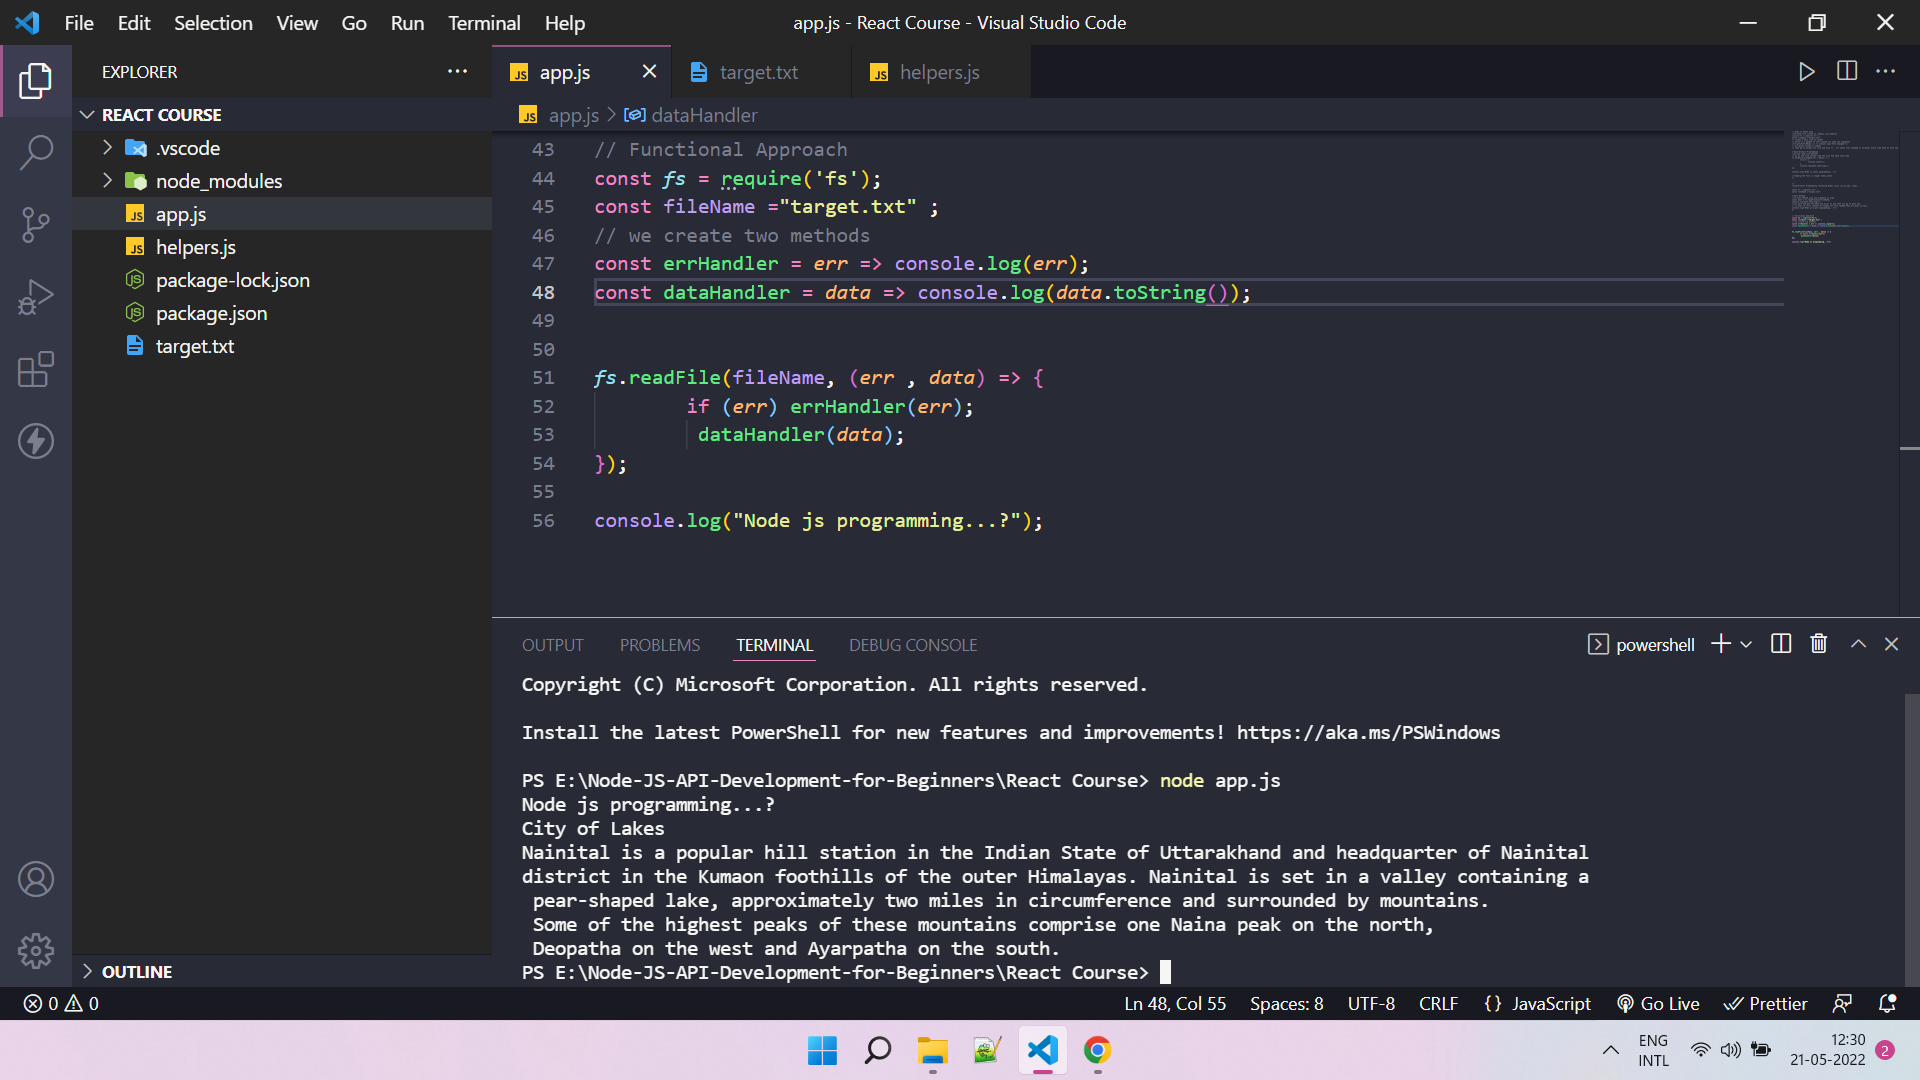 File Edit Selection View Go Run Terminal Help
app.js - React Course - Visual Studio Code
EXPLORER
REACT COURSE
.vscode
node_modules
app.js
helpers.js
package-lock.json
package.json
target.txt
OUTLINE
app.js target.txt helpers.js
app.js > dataHandler
43 // Functional Approach
44 const fs = require('fs');
45 const fileName ="target.txt" ;
46 // we create two methods
47 const errHandler = err => console.log(err);
48 const dataHandler = data => console.log(data.toString());
49
50
51 fs.readFile(fileName, (err , data) => {
52 if (err) errHandler(err);
53 dataHandler(data);
54 });
55
56 console.log("Node js programming...?");
OUTPUT PROBLEMS TERMINAL DEBUG CONSOLE
powershell
Copyright (C) Microsoft Corporation. All rights reserved.
Install the latest PowerShell for new features and improvements! https://aka.ms/PSWindows
PS E:\Node-JS-API-Development-for-Beginners\React Course> node app.js
Node js programming...?
City of Lakes
Nainital is a popular hill station in the Indian State of Uttarakhand and headquarter of Nainital
district in the Kumaon foothills of the outer Himalayas. Nainital is set in a valley containing a
pear-shaped lake, approximately two miles in circumference and surrounded by mountains.
Some of the highest peaks of these mountains comprise one Naina peak on the north,
Deopatha on the west and Ayarpatha on the south.
PS E:\Node-JS-API-Development-for-Beginners\React Course>
0 0
Ln 48, Col 55 Spaces: 8 UTF-8 CRLF {} JavaScript Go Live Prettier
ENG
INTL
12:30
21-05-2022
2